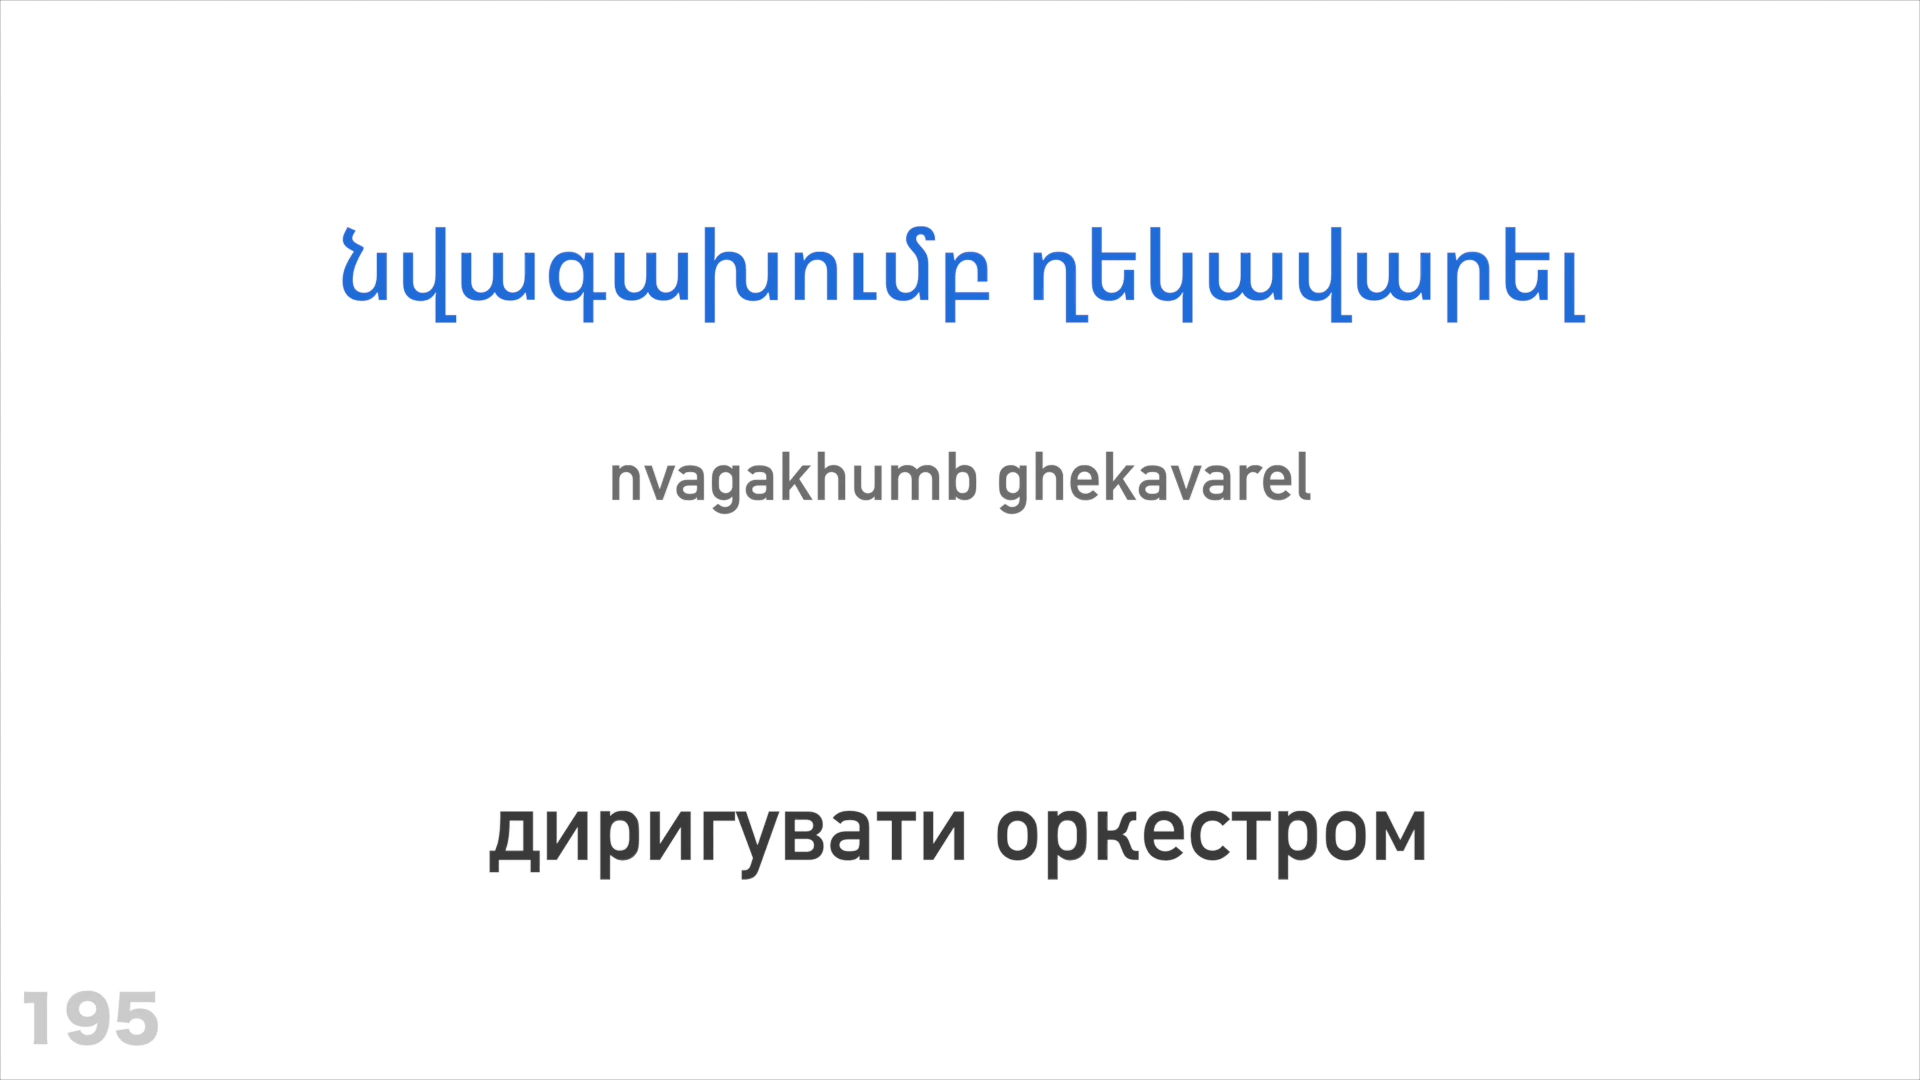 նվագախումբ ղեկավարել
nvagakhumb ghekavarel
диригувати оркестром
195